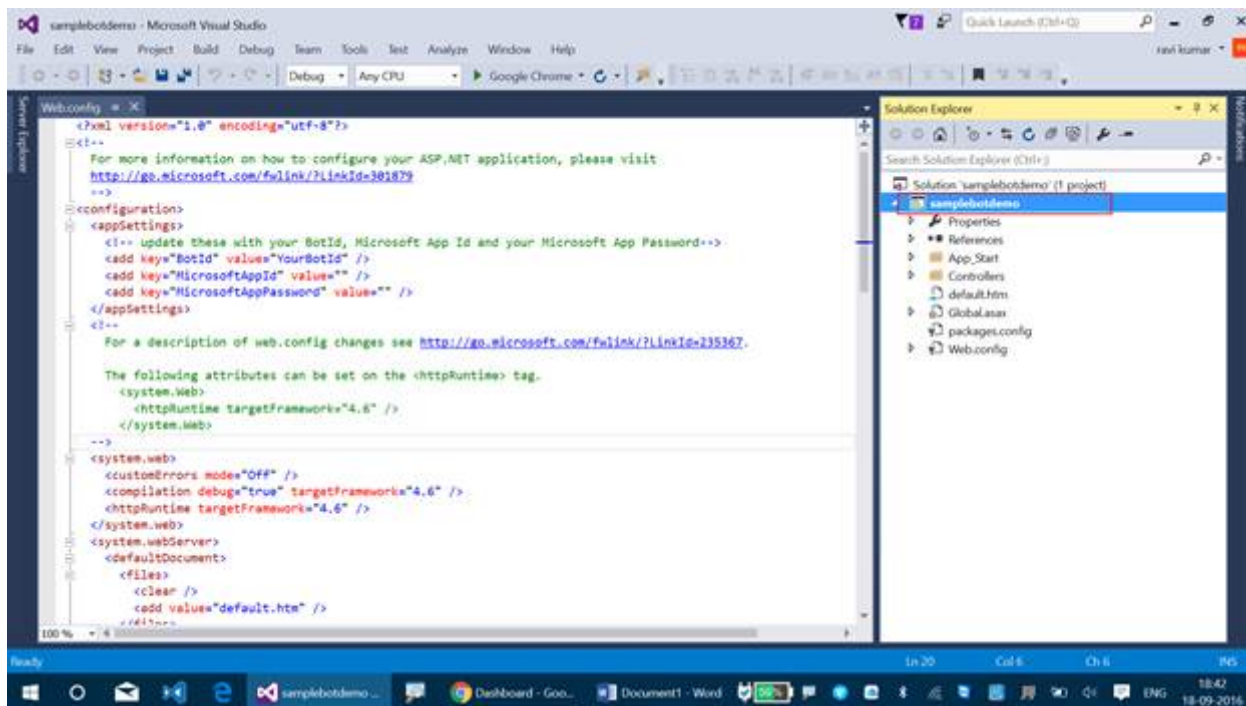 samplebotdemo - Microsoft Visual Studio
7
Quick Launch (Ctrl+Q)
File Edit View Project Build Debug Team Tools Test Analyze Window Help
ravi kumar
Debug Any CPU Google Chrome
Server Explorer
Web.config
<?xml version="1.0" encoding="utf-8"?>
<!--
For more information on how to configure your ASP.NET application, please visit
http://go.microsoft.com/fwlink/?LinkId=301879
-->
<configuration>
<appSettings>
<!-- update these with your BotId, Microsoft App Id and your Microsoft App Password-->
<add key="BotId" value="YourBotId" />
<add key="MicrosoftAppId" value="" />
<add key="MicrosoftAppPassword" value="" />
</appSettings>
<!--
For a description of web.config changes see http://go.microsoft.com/fwlink/?LinkId=235367.
The following attributes can be set on the <httpRuntime> tag.
<system.Web>
<httpRuntime targetFramework="4.6" />
</system.Web>
-->
<system.web>
<customErrors mode="Off" />
<compilation debug="true" targetFramework="4.6" />
<httpRuntime targetFramework="4.6" />
</system.web>
<system.webServer>
<defaultDocument>
<files>
<clear />
<add value="default.htm" />
</files>
100 %
Solution Explorer
Search Solution Explorer (Ctrl+;)
Solution 'samplebotdemo' (1 project)
samplebotdemo
Properties
References
App_Start
Controllers
default.htm
Global.asax
packages.config
Web.config
Notifications
Ready
Ln 20 Col 6 Ch 6 INS
samplebotdemo ...
Dashboard - Goo...
Document1 - Word
ENG
18:42
18-09-2016